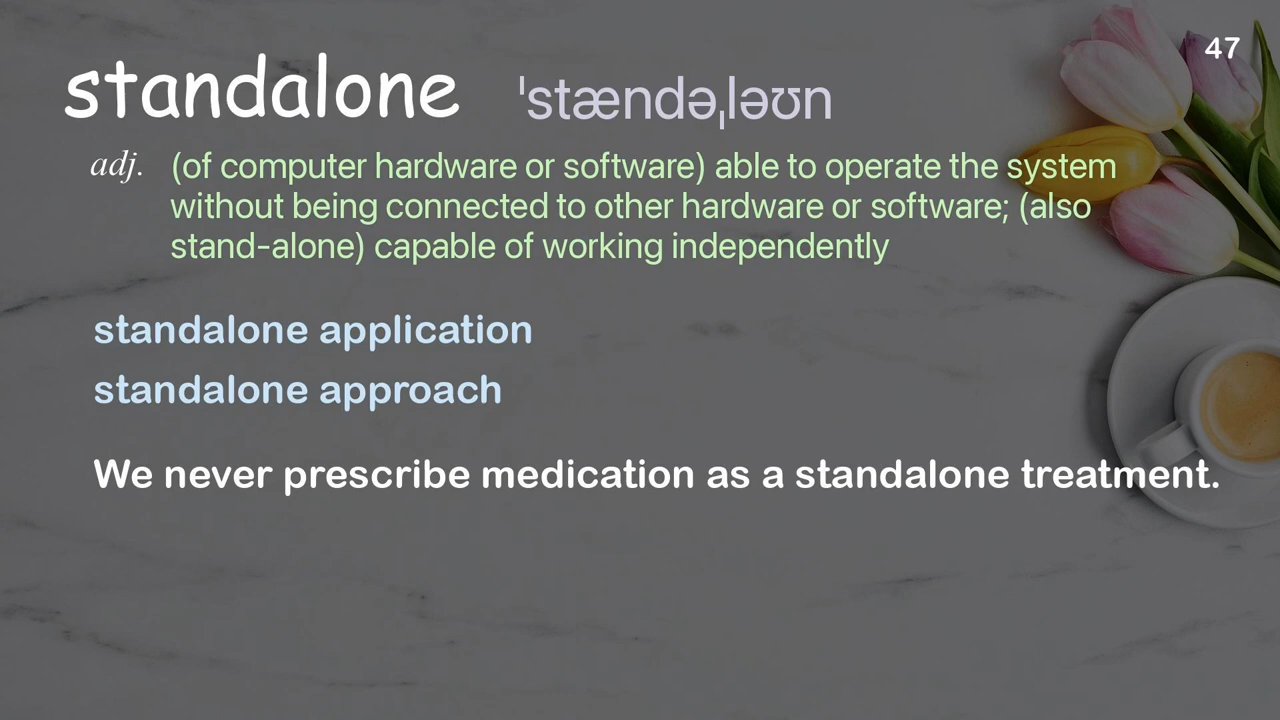 47
standalone ˈstændəˌləʊn
adj. (of computer hardware or software) able to operate the system
without being connected to other hardware or software; (also
stand-alone) capable of working independently
standalone application
standalone approach
We never prescribe medication as a standalone treatment.